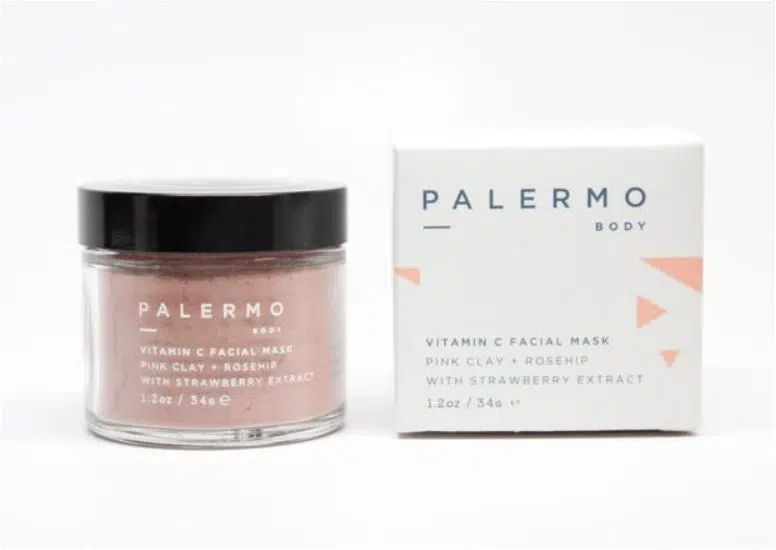 PALERMO
BODY
VITAMIN C FACIAL MASK
PINK CLAY + ROSEHIP
WITH STRAWBERRY EXTRACT
1.2oz / 34G ℮
PALERMO
BODY
VITAMIN C FACIAL MASK
PINK CLAY + ROSEHIP
WITH STRAWBERRY EXTRACT
1.2oz / 34G ℮